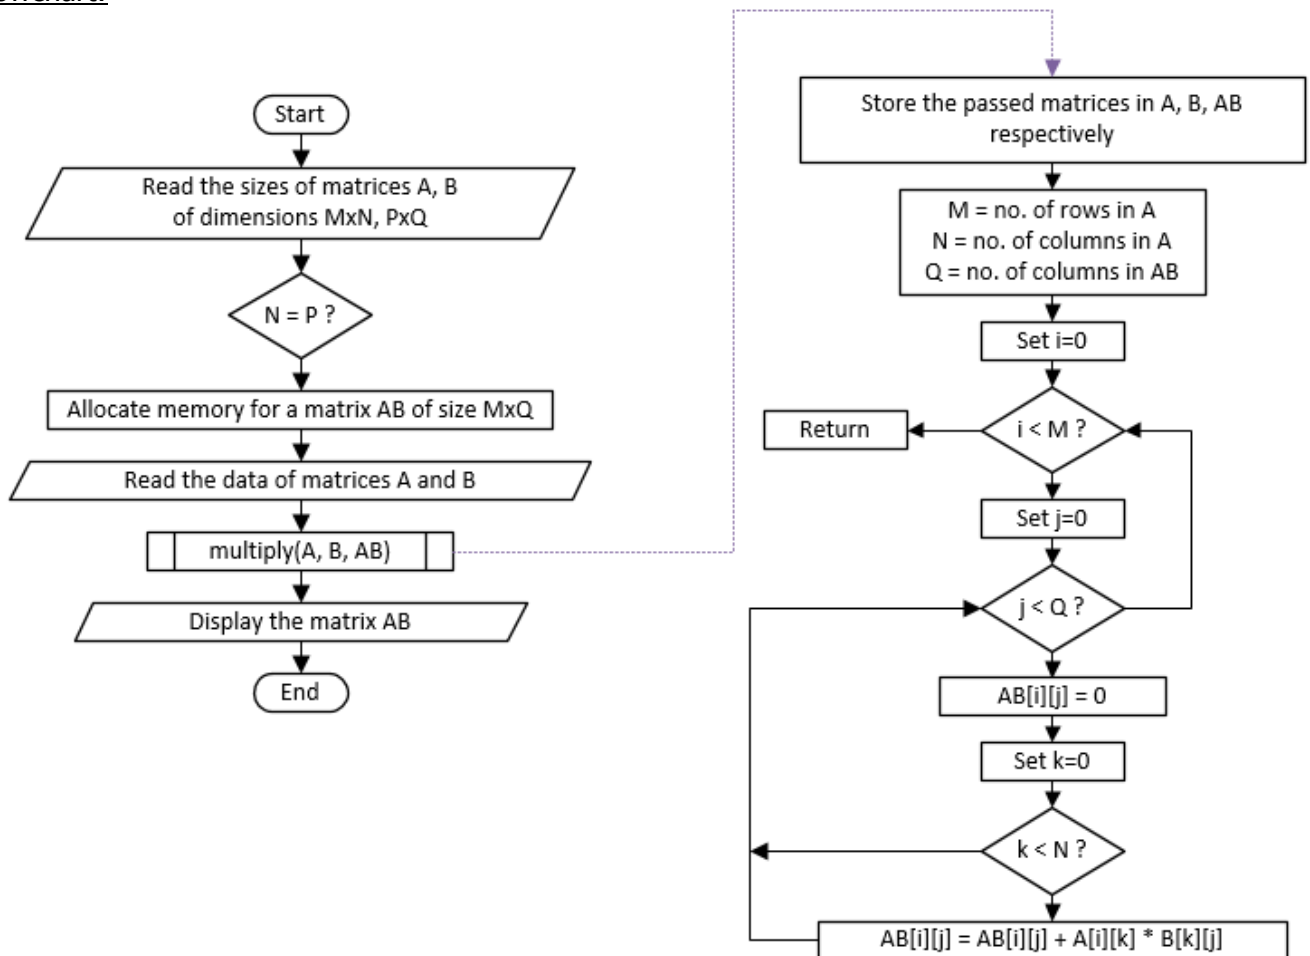 Start
Read the sizes of matrices A, B
of dimensions MxN, PxQ
N = P ?
Allocate memory for a matrix AB of size MxQ
Read the data of matrices A and B
multiply(A, B, AB)
Display the matrix AB
End
Store the passed matrices in A, B, AB
respectively
M = no. of rows in A
N = no. of columns in A
Q = no. of columns in AB
Set i=0
i < M ?
Return
Set j=0
j < Q ?
AB[i][j] = 0
Set k=0
k < N ?
AB[i][j] = AB[i][j] + A[i][k] * B[k][j]